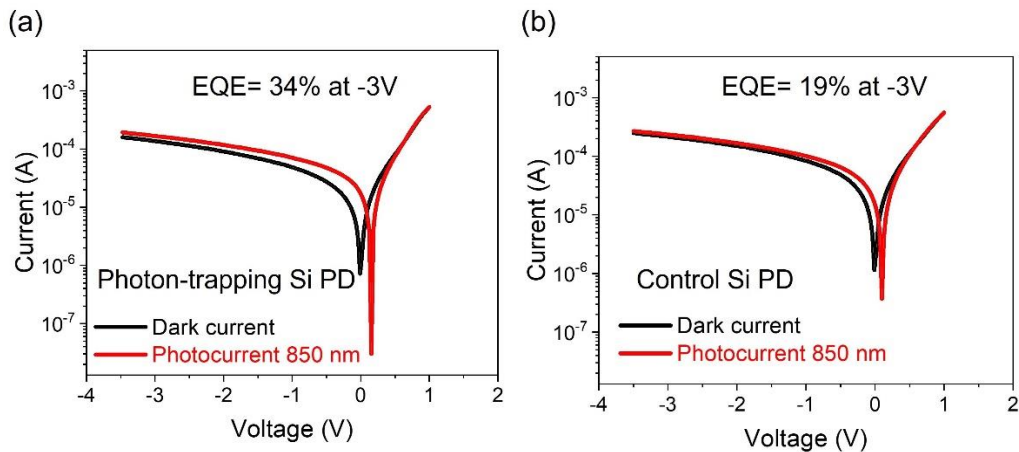 (a)
EQE= 34% at -3V
10⁻³
10⁻⁴
10⁻⁵
10⁻⁶
10⁻⁷
Current (A)
Photon-trapping Si PD
Dark current
Photocurrent 850 nm
-4 -3 -2 -1 0 1 2
Voltage (V)
(b)
EQE= 19% at -3V
10⁻³
10⁻⁴
10⁻⁵
10⁻⁶
10⁻⁷
Current (A)
Control Si PD
Dark current
Photocurrent 850 nm
-4 -3 -2 -1 0 1 2
Voltage (V)